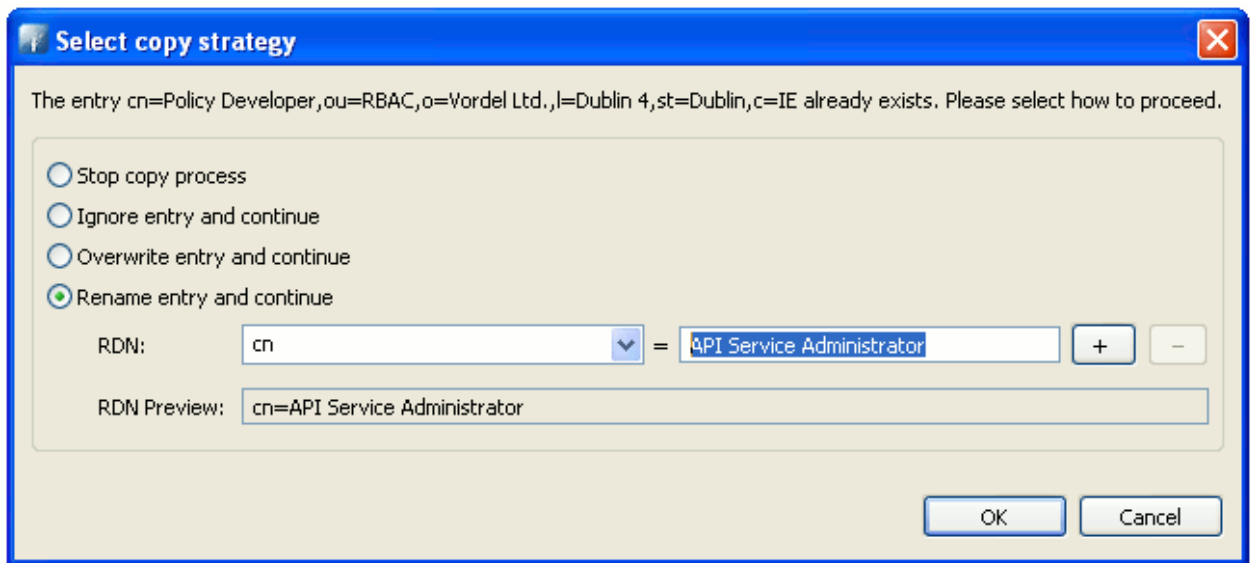 Select copy strategy
The entry cn=Policy Developer,ou=RBAC,o=Vordel Ltd.,l=Dublin 4,st=Dublin,c=IE already exists. Please select how to proceed.
Stop copy process
Ignore entry and continue
Overwrite entry and continue
Rename entry and continue
RDN: cn = API Service Administrator + -
RDN Preview: cn=API Service Administrator
OK Cancel